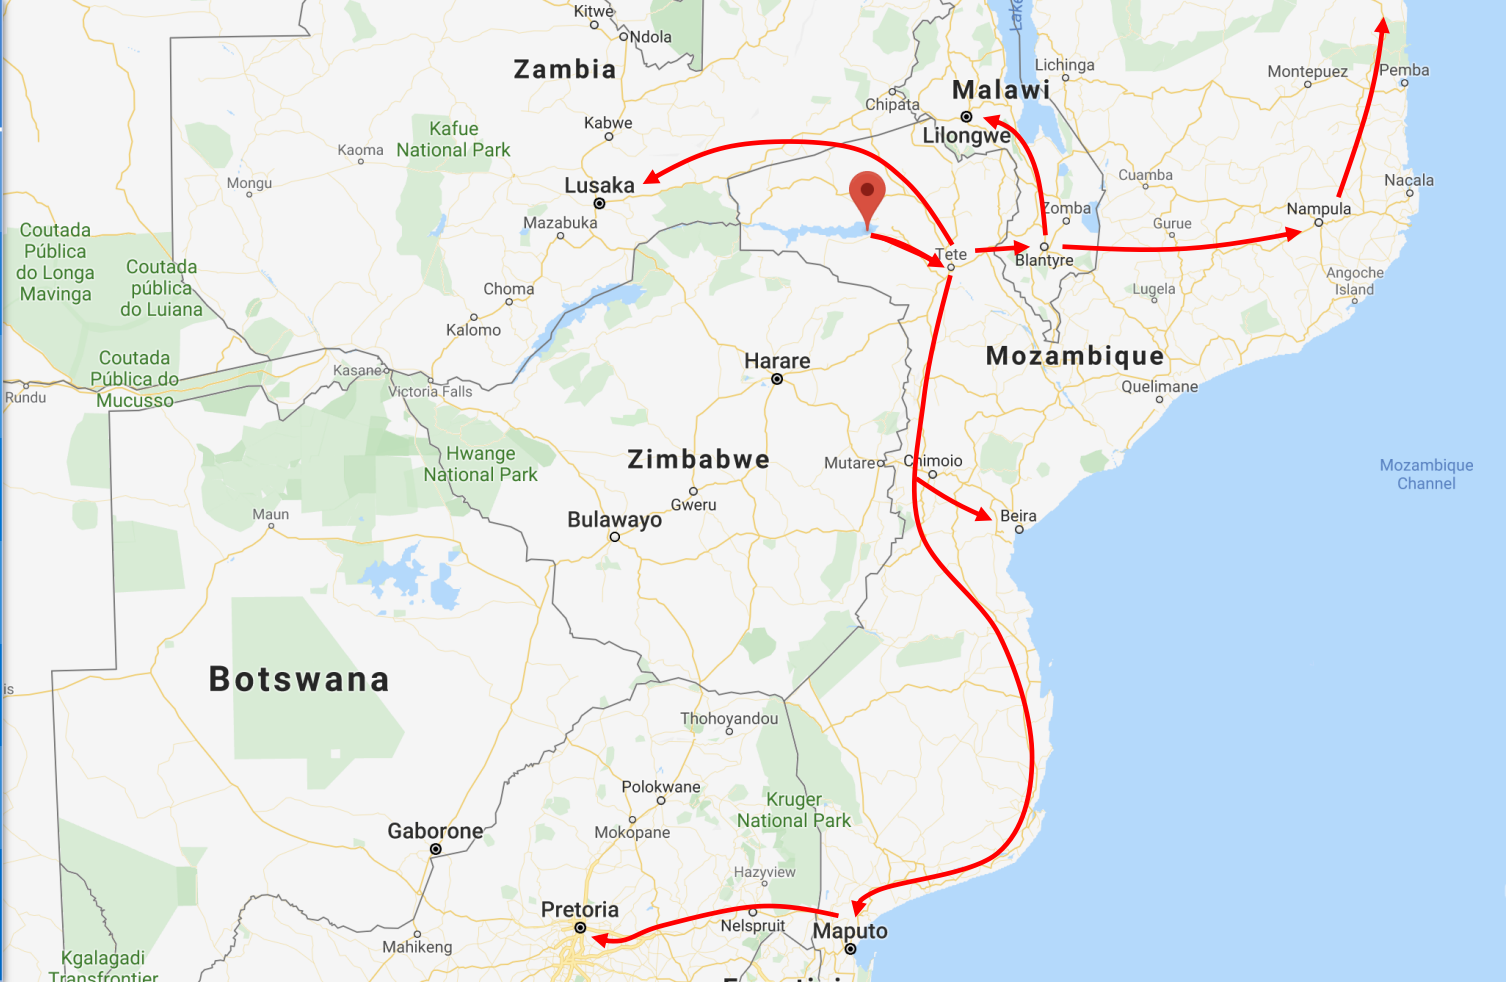 Kitwe
Ndola
Zambia
Lake
Lichinga
Montepuez
Pemba
Malawi
Chipata
Lilongwe
Kabwe
Kafue
National Park
Kaoma
Mongu
Lusaka
Mazabuka
Cuamba
Nacala
Zomba
Nampula
Gurue
Coutada
Pública
do Longa
Mavinga
Coutada
pública
do Luiana
Tete
Blantyre
Angoche
Island
Lugela
Choma
Kalomo
Coutada
Pública do
Mucusso
Harare
Mozambique
Kasane
Victoria Falls
Rundu
Quelimane
Hwange
National Park
Zimbabwe
Mutare
Chimoio
Mozambique
Channel
Gweru
Maun
Bulawayo
Beira
Botswana
is
Thohoyandou
Polokwane
Kruger
National Park
Mokopane
Gaborone
Hazyview
Pretoria
Nelspruit
Maputo
Mahikeng
Kgalagadi
Transfrontier